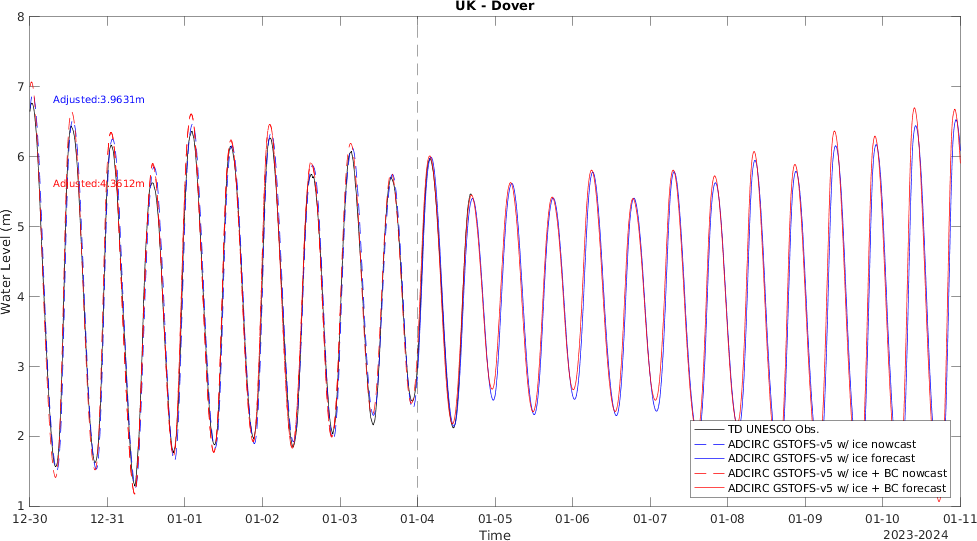 UK - Dover
8
7
6
5
4
3
2
1
Water Level (m)
Adjusted:3.9631m
Adjusted:4.3612m
TD UNESCO Obs.
ADCIRC GSTOFS-v5 w/ ice nowcast
ADCIRC GSTOFS-v5 w/ ice forecast
ADCIRC GSTOFS-v5 w/ ice + BC nowcast
ADCIRC GSTOFS-v5 w/ ice + BC forecast
12-30 12-31 01-01 01-02 01-03 01-04 01-05 01-06 01-07 01-08 01-09 01-10 01-11
Time
2023-2024